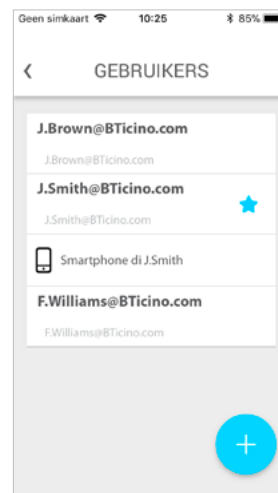 Geen simkaart 10:25 85%
GEBRUIKERS
J.Brown@BTicino.com
J.Brown@BTicino.com
J.Smith@BTicino.com
J.Smith@BTicino.com
Smartphone di J.Smith
F.Williams@BTicino.com
F.Williams@BTicino.com